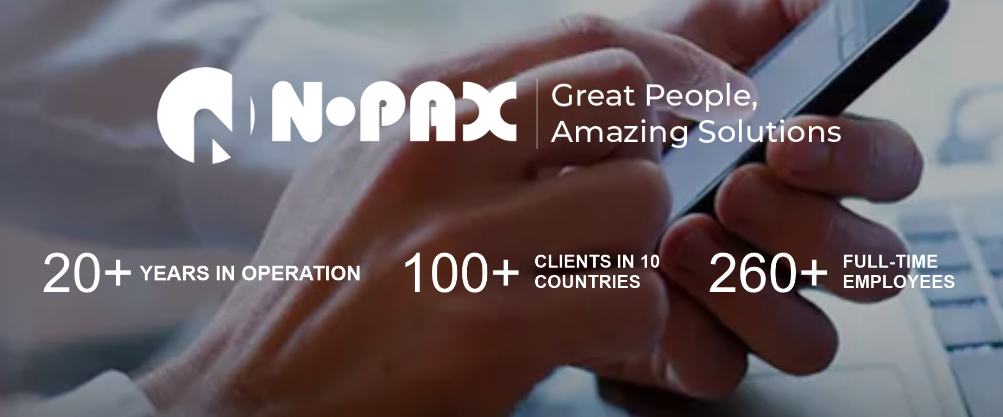 N•PAX
Great People,
Amazing Solutions
20+ YEARS IN OPERATION
100+ CLIENTS IN 10
COUNTRIES
260+ FULL-TIME
EMPLOYEES